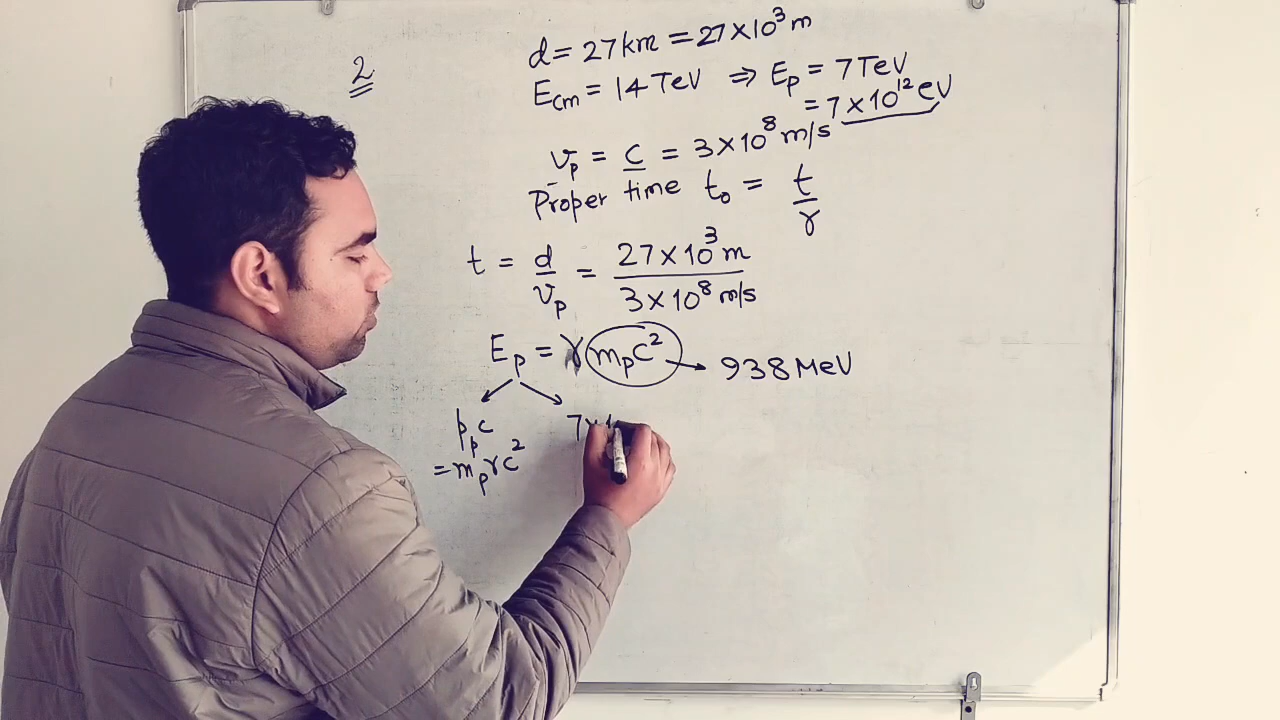 2
d = 27 km = 27 × 10³ m
E_cm = 14 TeV ⇒ E_p = 7 TeV
= 7 × 10¹² eV
v_p = c = 3 × 10⁸ m/s
Proper time t₀ = t/γ
t = d/v_p = 27 × 10³ m / 3 × 10⁸ m/s
E_p = γ m_p c² → 938 MeV
p_p c
= m_p γ c²
7 ×